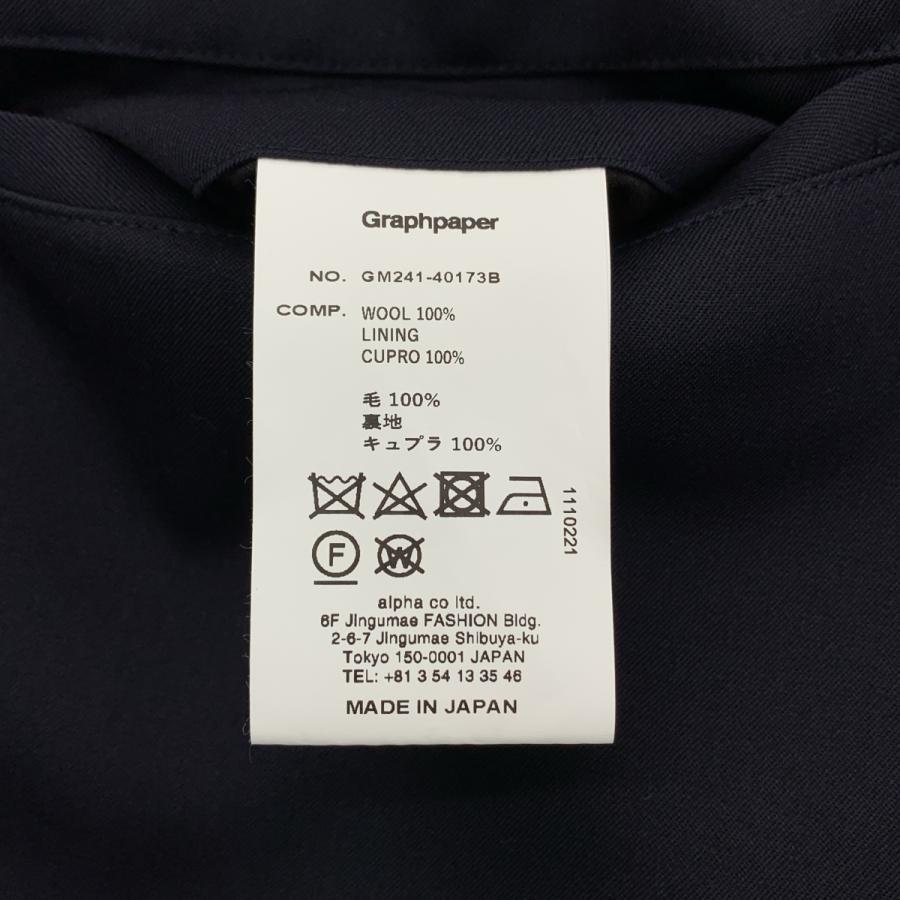 Graphpaper
NO. GM241-40173B
COMP. WOOL 100%
LINING
CUPRO 100%
毛 100%
裏地
キュプラ 100%
1110221
F
W
alpha co ltd.
6F Jingumae FASHION Bldg.
2-6-7 Jingumae Shibuya-ku
Tokyo 150-0001 JAPAN
TEL: +81 3 54 13 35 46
MADE IN JAPAN